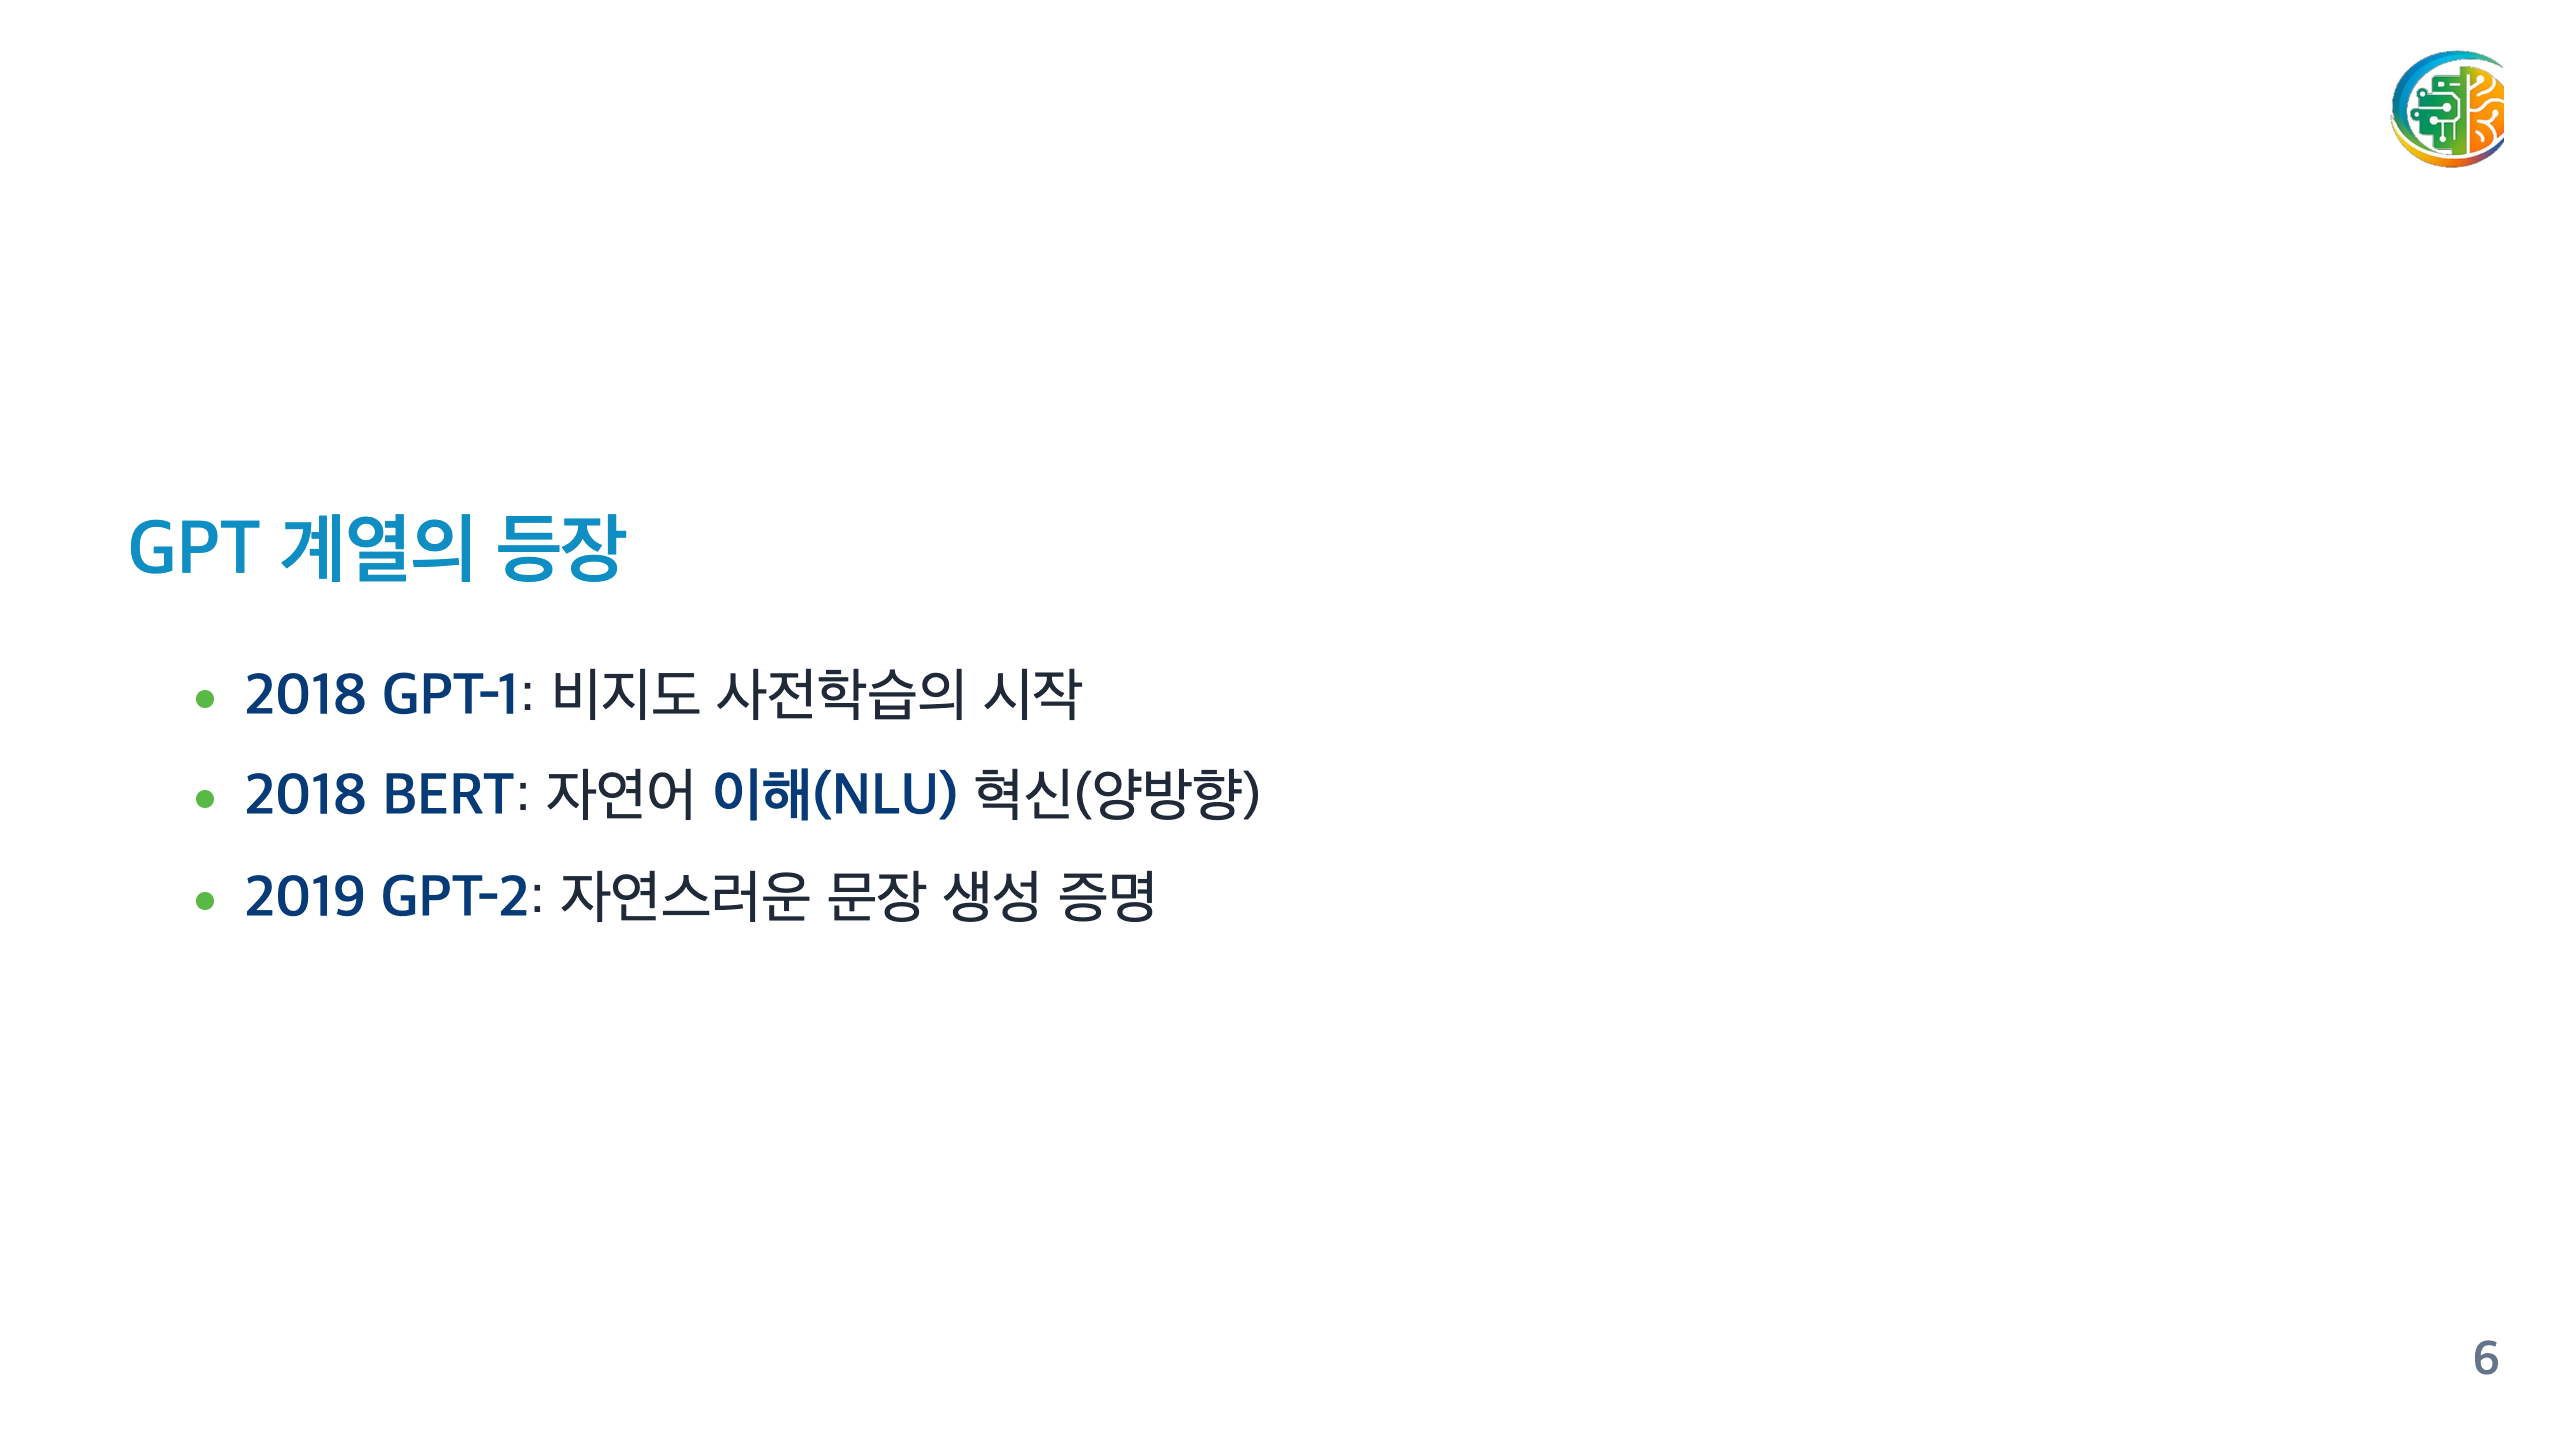 GPT 계열의 등장
• 2018 GPT-1: 비지도 사전학습의 시작
• 2018 BERT: 자연어 이해(NLU) 혁신(양방향)
• 2019 GPT-2: 자연스러운 문장 생성 증명
6